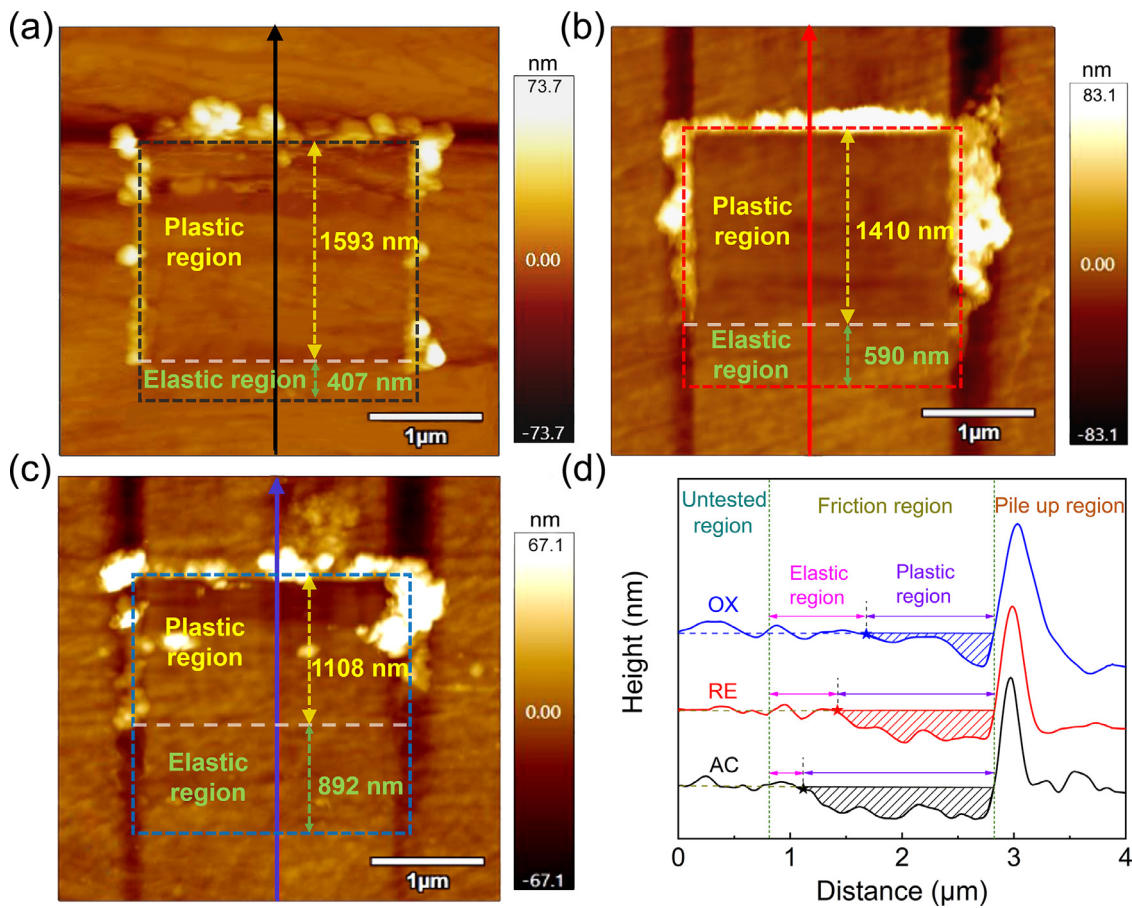 (a)
nm
73.7
0.00
-73.7
Plastic
region
1593 nm
Elastic region
407 nm
1μm
(b)
nm
83.1
0.00
-83.1
Plastic
region
1410 nm
Elastic
region
590 nm
1μm
(c)
nm
67.1
0.00
-67.1
Plastic
region
1108 nm
Elastic
region
892 nm
1μm
(d)
Untested
region
Friction region
Pile up region
Elastic
region
Plastic
region
OX
RE
AC
Height (nm)
0
1
2
3
4
Distance (μm)